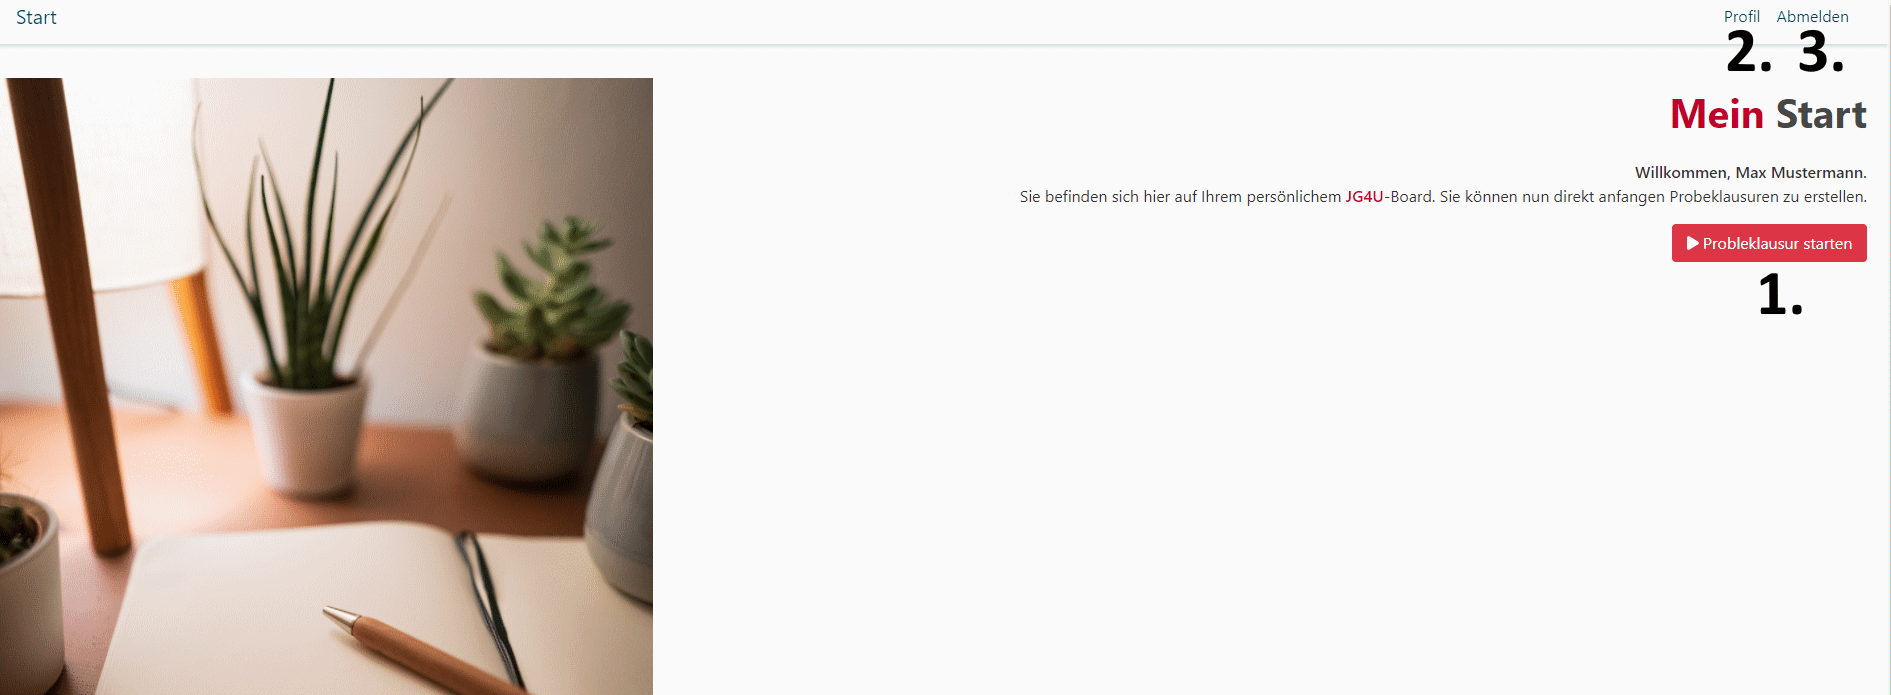 Start
Profil Abmelden
2. 3.
Mein Start
Willkommen, Max Mustermann.
Sie befinden sich hier auf Ihrem persönlichem JG4U-Board. Sie können nun direkt anfangen Probeklausuren zu erstellen.
Probleklausur starten
1.